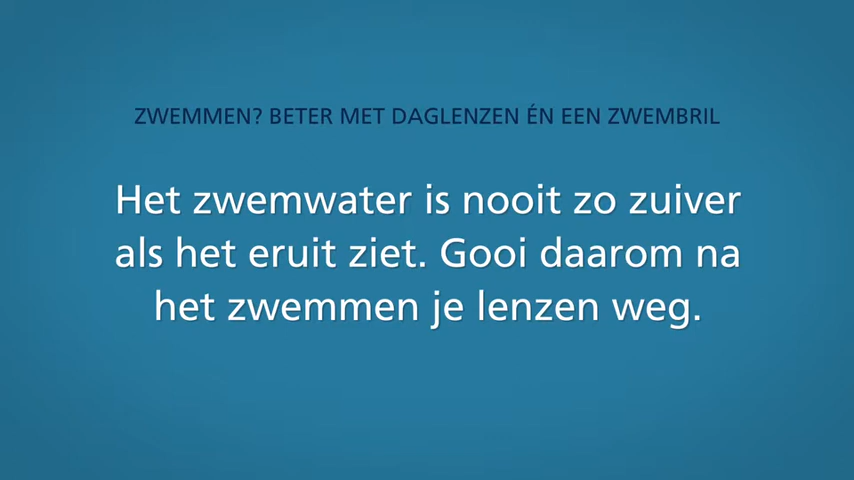 ZWEMMEN? BETER MET DAGLENZEN ÉN EEN ZWEMBRIL
Het zwemwater is nooit zo zuiver
als het eruit ziet. Gooi daarom na
het zwemmen je lenzen weg.